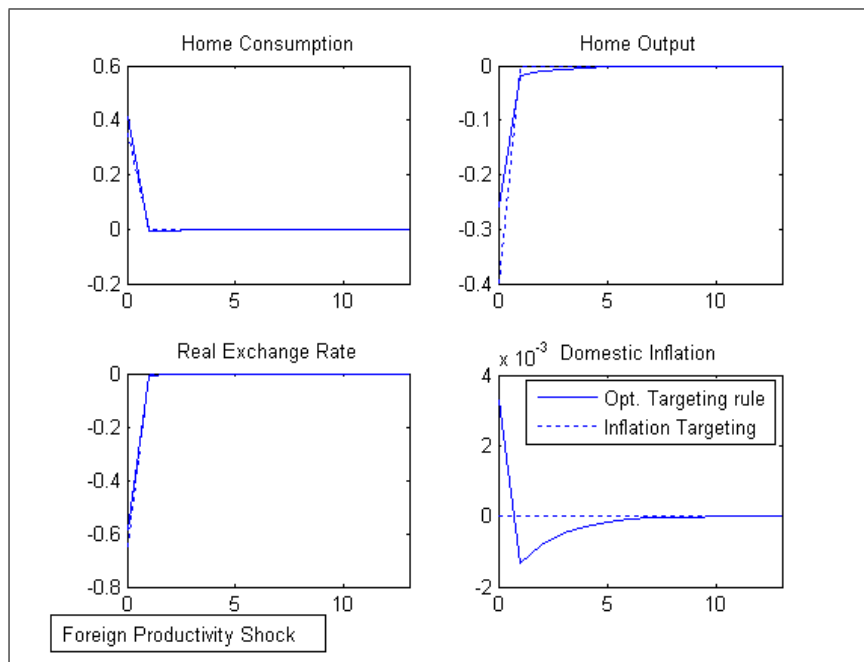 Home Consumption
0.6
0.4
0.2
0
-0.2
0 5 10
Home Output
0
-0.1
-0.2
-0.3
-0.4
0 5 10
Real Exchange Rate
0
-0.2
-0.4
-0.6
-0.8
0 5 10
x 10^-3 Domestic Inflation
4
2
0
-2
0 5 10
Opt. Targeting rule
Inflation Targeting
Foreign Productivity Shock